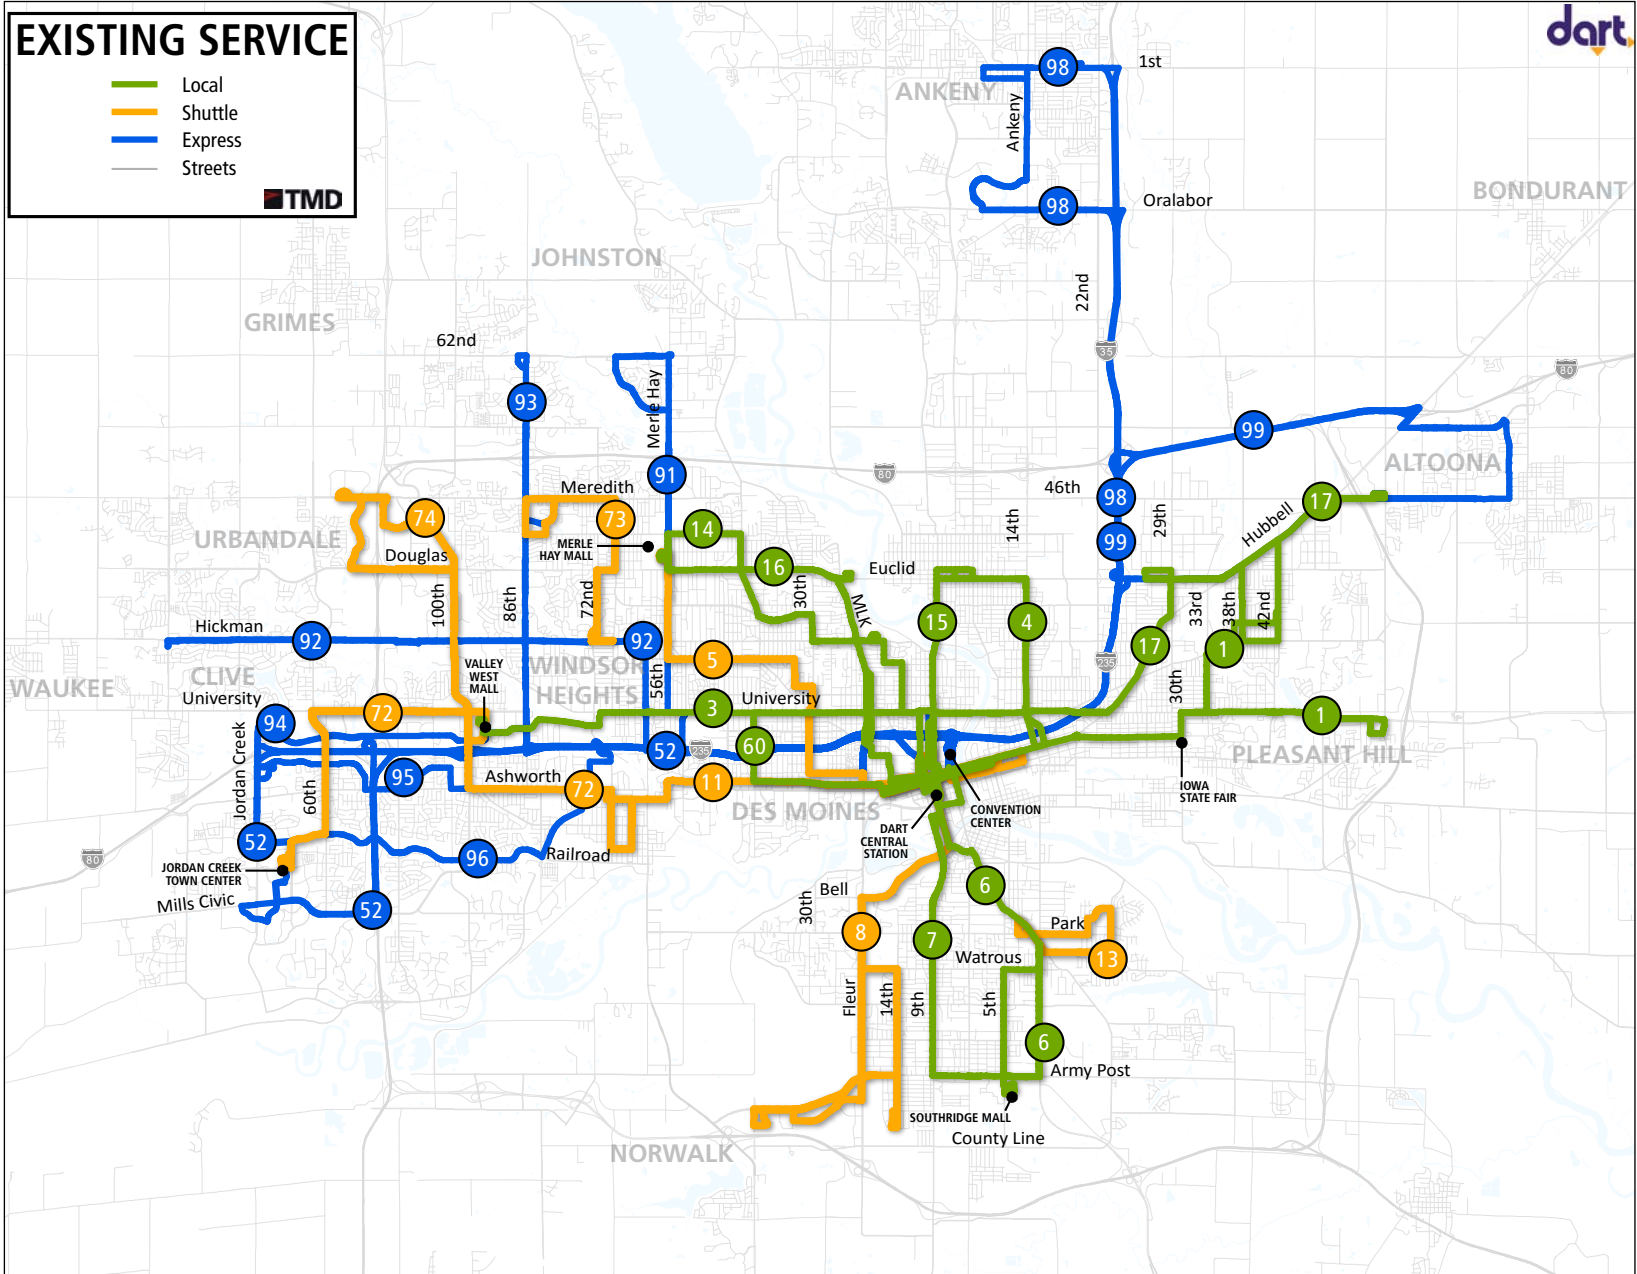 EXISTING SERVICE
Local
Shuttle
Express
Streets
TMD
dart
98
1st
ANKENY
Ankeny
BONDURANT
98
Oralabor
JOHNSTON
22nd
GRIMES
62nd
35
80
Merle Hay
93
99
ALTOONA
91
80
46th
Meredith
98
17
74
73
14
14th
29th
Hubbell
URBANDALE
MERLE
HAY MALL
99
Douglas
16
Euclid
100th
86th
72nd
30th
MLK
33rd
38th
42nd
Hickman
92
92
15
4
17
1
VALLEY
WEST
MALL
WINDSOR
HEIGHTS
5
235
WAUKEE
CLIVE
56th
30th
University
University
94
72
3
1
Jordan Creek
52
235
60
PLEASANT HILL
95
Ashworth
72
11
60th
IOWA
STATE FAIR
DES MOINES
CONVENTION
CENTER
DART
CENTRAL
STATION
52
80
96
Railroad
JORDAN CREEK
TOWN CENTER
Mills Civic
52
Bell
30th
6
8
7
Park
Watrous
13
Fleur
14th
9th
5th
6
Army Post
SOUTHRIDGE MALL
County Line
NORWALK